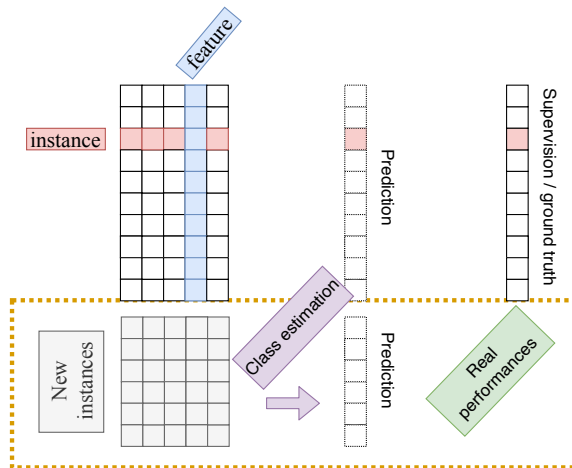 feature
instance
Prediction
Supervision / ground truth
Class estimation
New
instances
Prediction
Real
performances